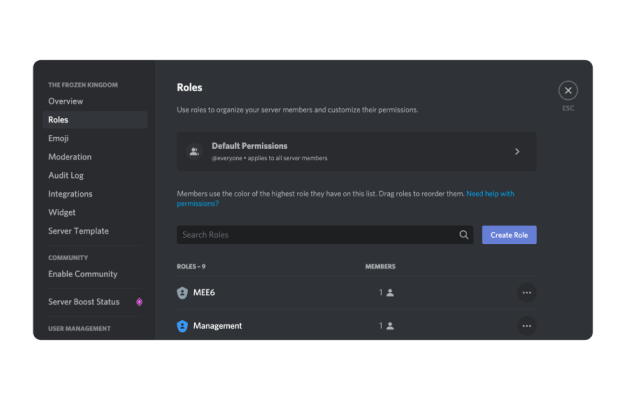 THE FROZEN KINGDOM
Overview
Roles
Emoji
Moderation
Audit Log
Integrations
Widget
Server Template
COMMUNITY
Enable Community
Server Boost Status
USER MANAGEMENT
Roles
Use roles to organize your server members and customize their permissions.
Default Permissions
@everyone • applies to all server members
Members use the color of the highest role they have on this list. Drag roles to reorder them. Need help with
permissions?
Search Roles
Create Role
ROLES – 9 MEMBERS
MEE6 1
Management 1
ESC